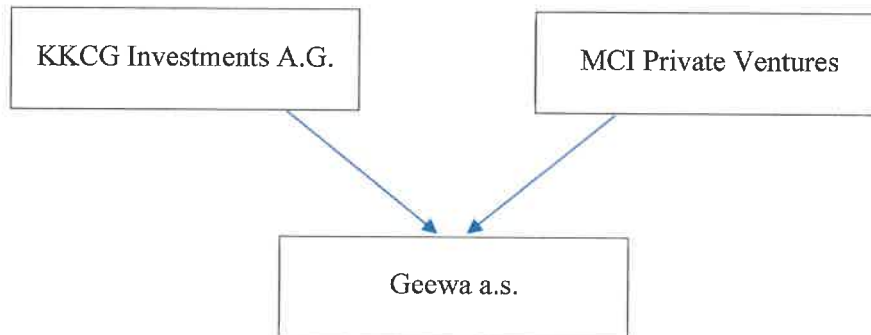 KKCG Investments A.G.
MCI Private Ventures
Geewa a.s.